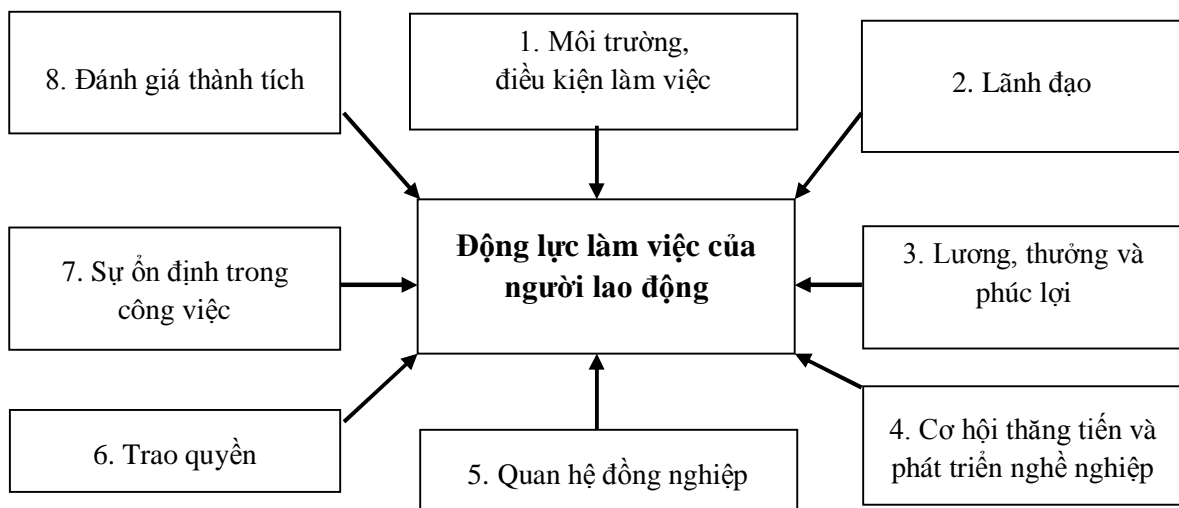 1. Môi trường,
điều kiện làm việc
8. Đánh giá thành tích
2. Lãnh đạo
Động lực làm việc của
người lao động
7. Sự ổn định trong
công việc
3. Lương, thưởng và
phúc lợi
6. Trao quyền
5. Quan hệ đồng nghiệp
4. Cơ hội thăng tiến và
phát triển nghề nghiệp